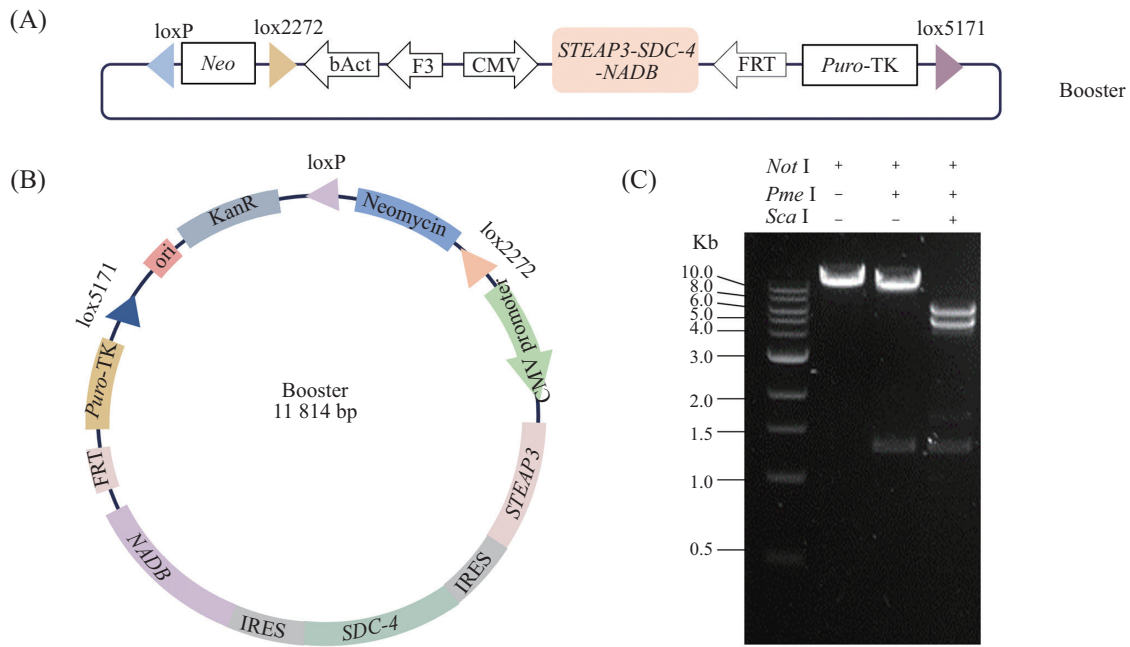 (A)
loxP
lox2272
lox5171
Neo
bAct
F3
CMV
STEAP3-SDC-4
-NADB
FRT
Puro-TK
Booster
(B)
loxP
Neomycin
lox2272
CMV promoter
STEAP3
IRES
SDC-4
IRES
NADB
FRT
Puro-TK
lox5171
ori
KanR
Booster
11 814 bp
(C)
Not I + + +
Pme I – + +
Sca I – – +
Kb
10.0
8.0
6.0
5.0
4.0
3.0
2.0
1.5
1.0
0.5